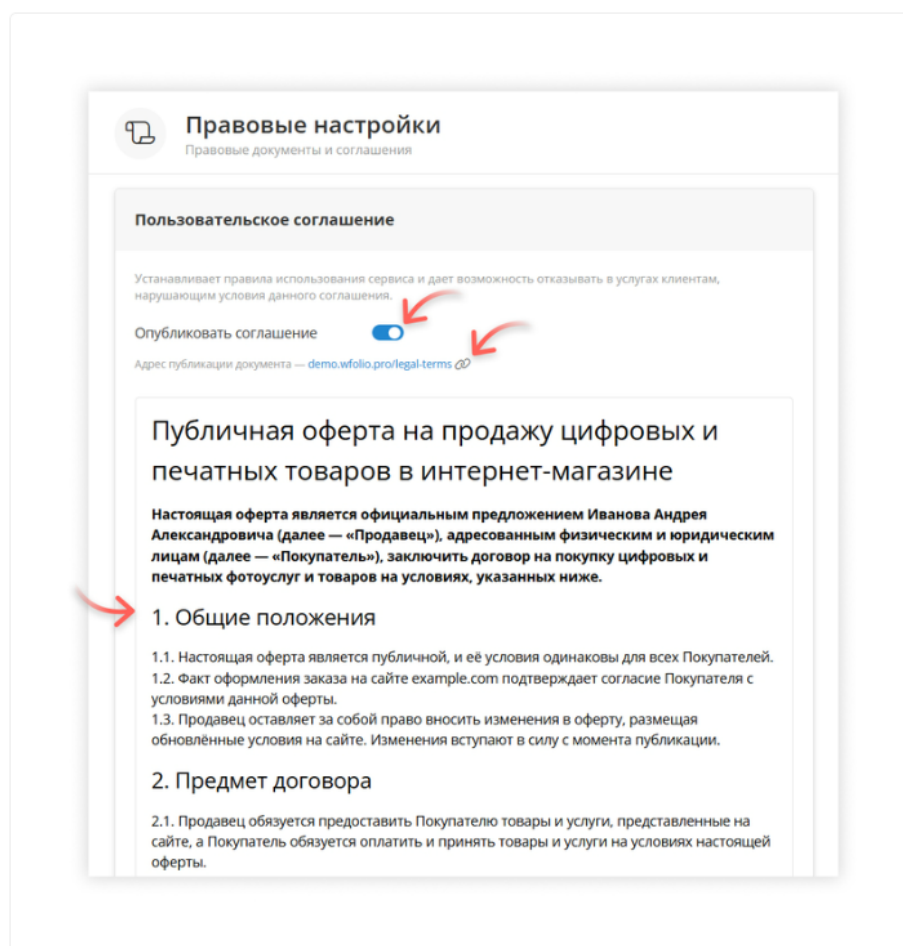 Правовые настройки
Правовые документы и соглашения
Пользовательское соглашение
Устанавливает правила использования сервиса и дает возможность отказывать в услугах клиентам,
нарушающим условия данного соглашения.
Опубликовать соглашение
Адрес публикации документа — demo.wfolio.pro/legal-terms
Публичная оферта на продажу цифровых и
печатных товаров в интернет-магазине
Настоящая оферта является официальным предложением Иванова Андрея
Александровича (далее — «Продавец»), адресованным физическим и юридическим
лицам (далее — «Покупатель»), заключить договор на покупку цифровых и
печатных фотоуслуг и товаров на условиях, указанных ниже.
1. Общие положения
1.1. Настоящая оферта является публичной, и её условия одинаковы для всех Покупателей.
1.2. Факт оформления заказа на сайте example.com подтверждает согласие Покупателя с
условиями данной оферты.
1.3. Продавец оставляет за собой право вносить изменения в оферту, размещая
обновлённые условия на сайте. Изменения вступают в силу с момента публикации.
2. Предмет договора
2.1. Продавец обязуется предоставить Покупателю товары и услуги, представленные на
сайте, а Покупатель обязуется оплатить и принять товары и услуги на условиях настоящей
оферты.